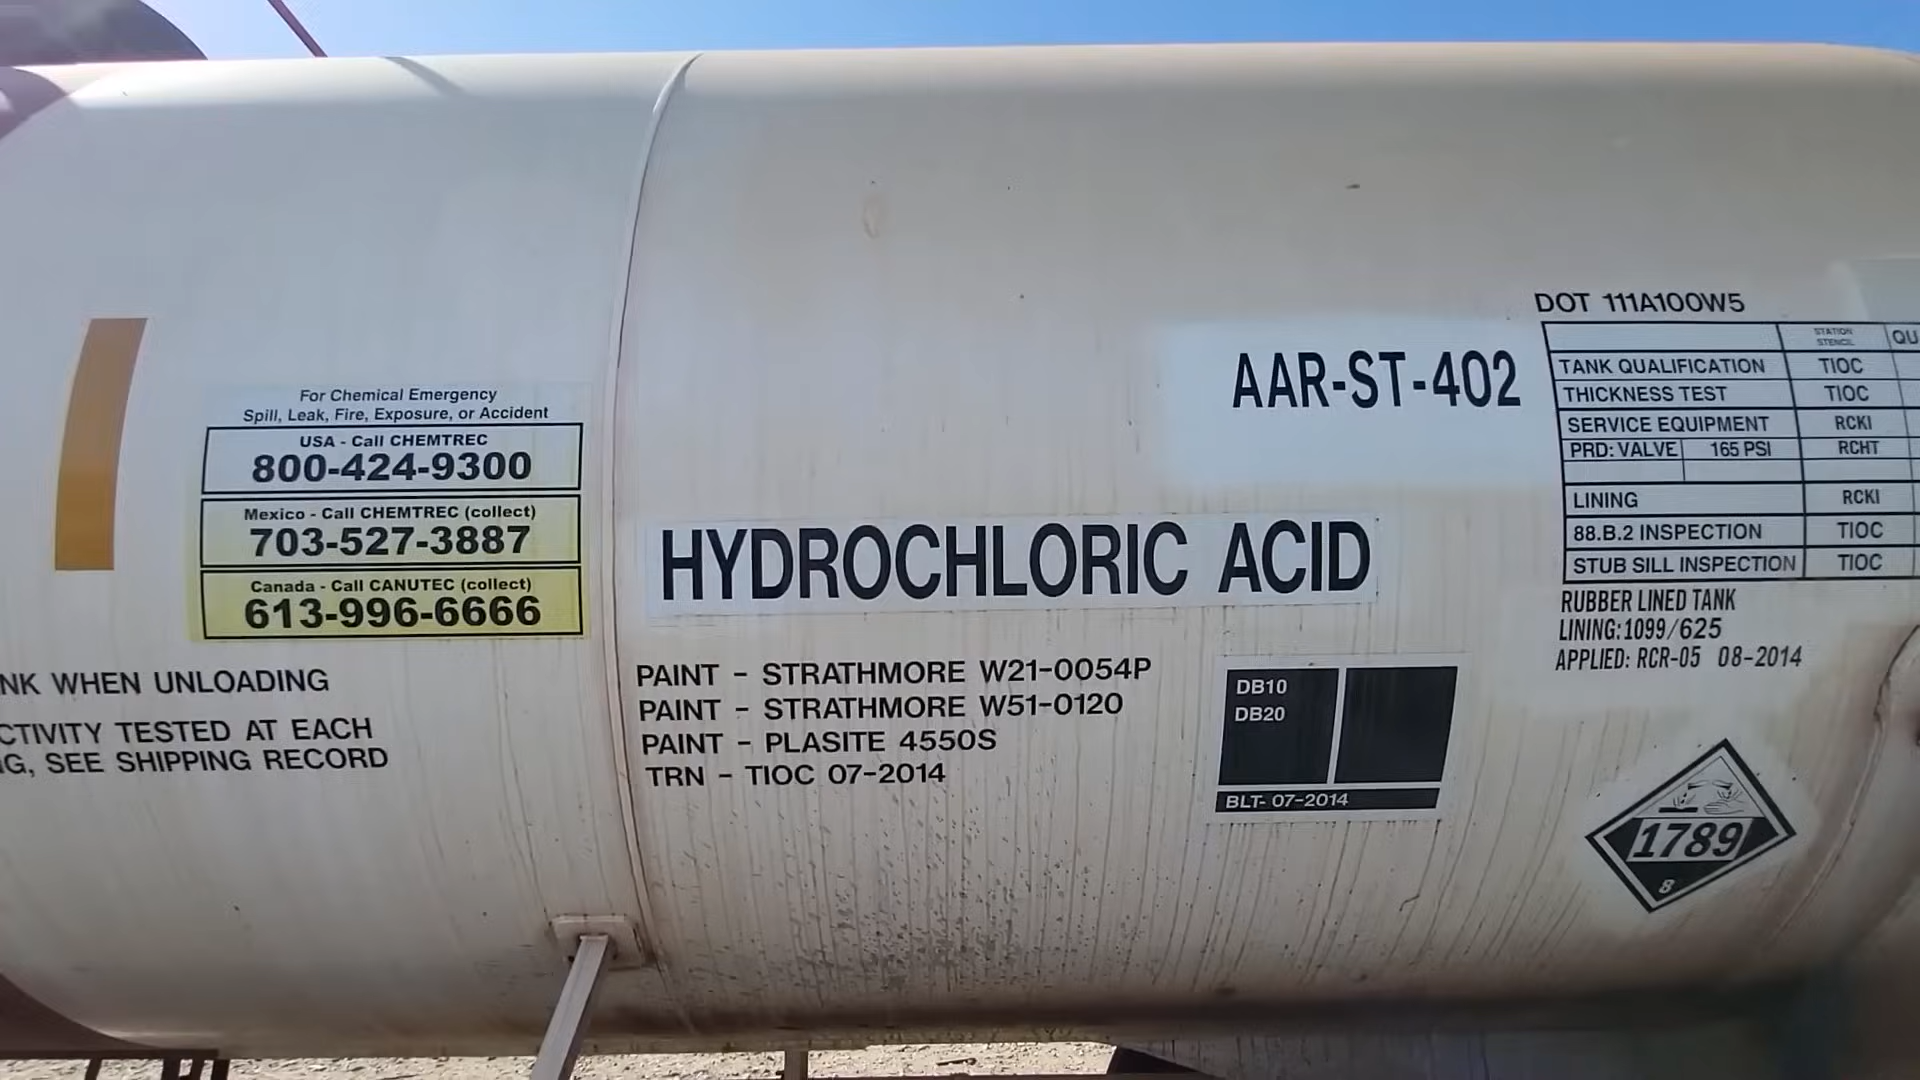 For Chemical Emergency
Spill, Leak, Fire, Exposure, or Accident
USA - Call CHEMTREC
800-424-9300
Mexico - Call CHEMTREC (collect)
703-527-3887
Canada - Call CANUTEC (collect)
613-996-6666
NK WHEN UNLOADING
CTIVITY TESTED AT EACH
G, SEE SHIPPING RECORD
HYDROCHLORIC ACID
PAINT - STRATHMORE W21-0054P
PAINT - STRATHMORE W51-0120
PAINT - PLASITE 4550S
TRN - TIOC 07-2014
AAR-ST-402
DB10
DB20
BLT- 07-2014
DOT 111A100W5
STATION
STENCIL
QU
TANK QUALIFICATION TIOC
THICKNESS TEST TIOC
SERVICE EQUIPMENT RCKI
PRD: VALVE 165 PSI RCHT
LINING RCKI
88.B.2 INSPECTION TIOC
STUB SILL INSPECTION TIOC
RUBBER LINED TANK
LINING:1099/625
APPLIED: RCR-05 08-2014
1789
8